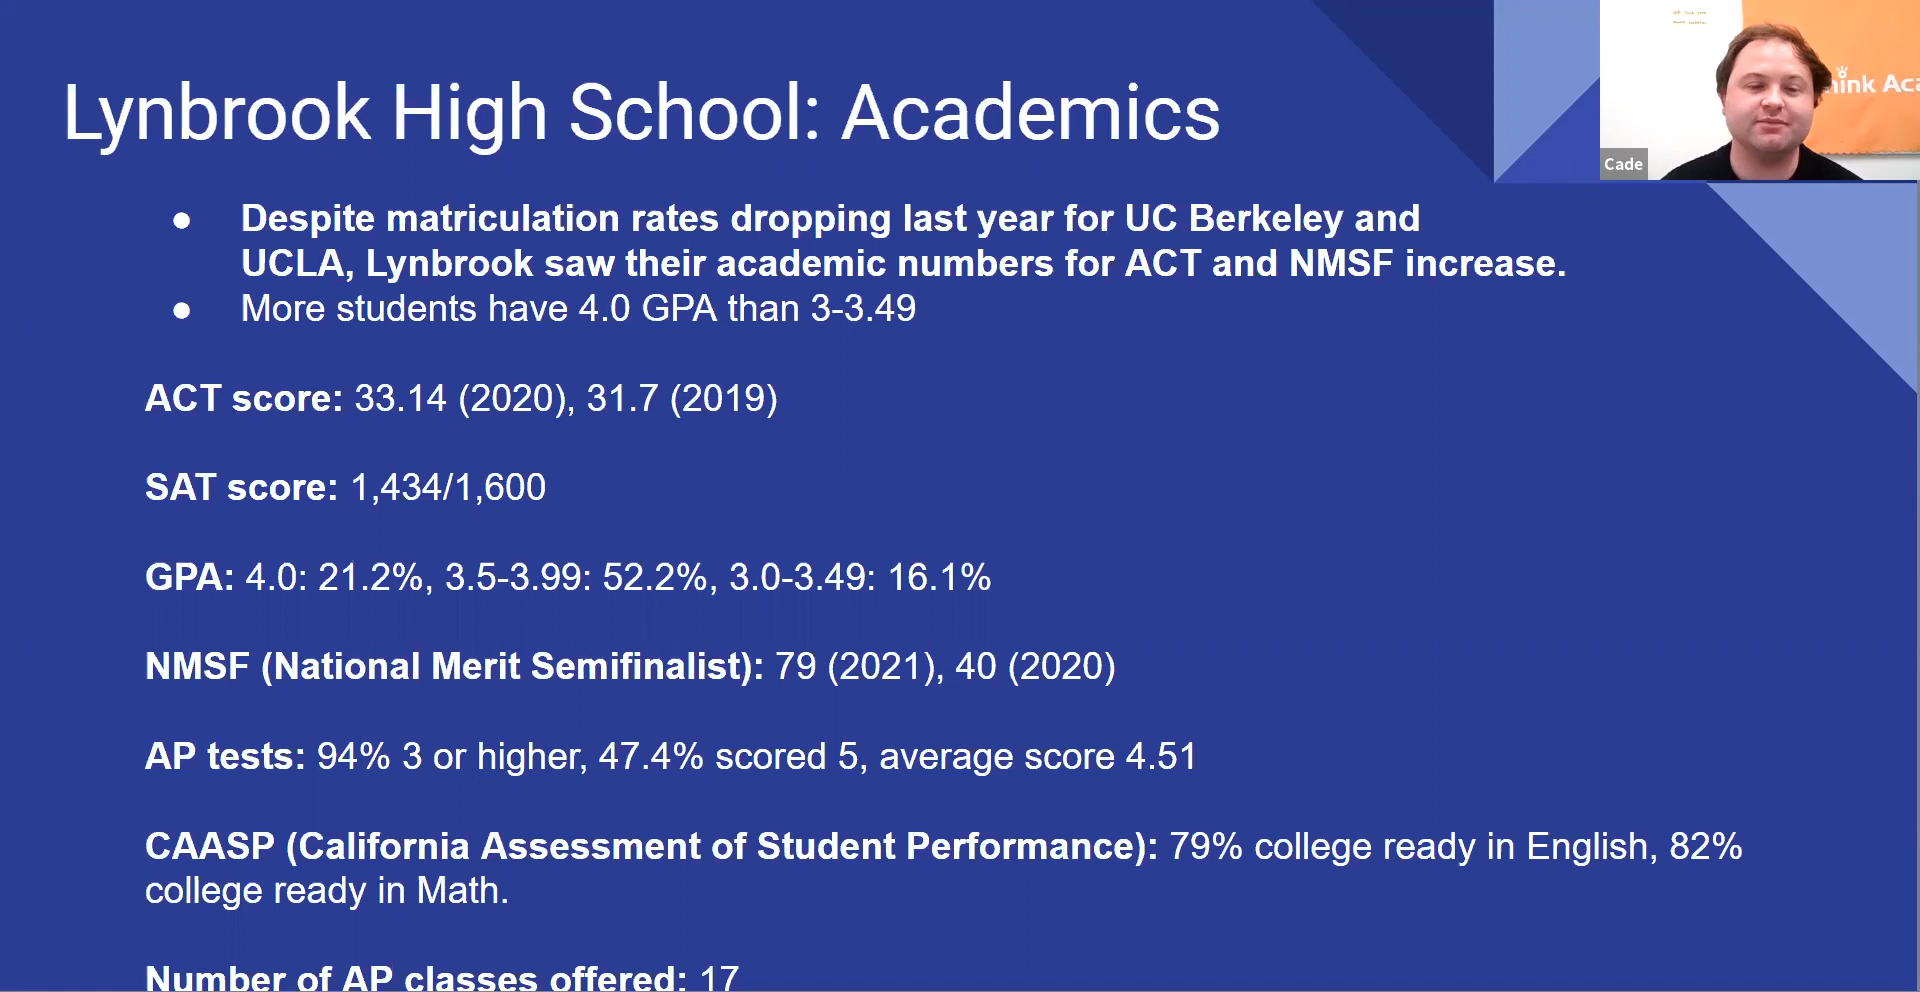 Lynbrook High School: Academics
● Despite matriculation rates dropping last year for UC Berkeley and
UCLA, Lynbrook saw their academic numbers for ACT and NMSF increase.
● More students have 4.0 GPA than 3-3.49
ACT score: 33.14 (2020), 31.7 (2019)
SAT score: 1,434/1,600
GPA: 4.0: 21.2%, 3.5-3.99: 52.2%, 3.0-3.49: 16.1%
NMSF (National Merit Semifinalist): 79 (2021), 40 (2020)
AP tests: 94% 3 or higher, 47.4% scored 5, average score 4.51
CAASP (California Assessment of Student Performance): 79% college ready in English, 82%
college ready in Math.
Number of AP classes offered: 17
hink Aca
Cade